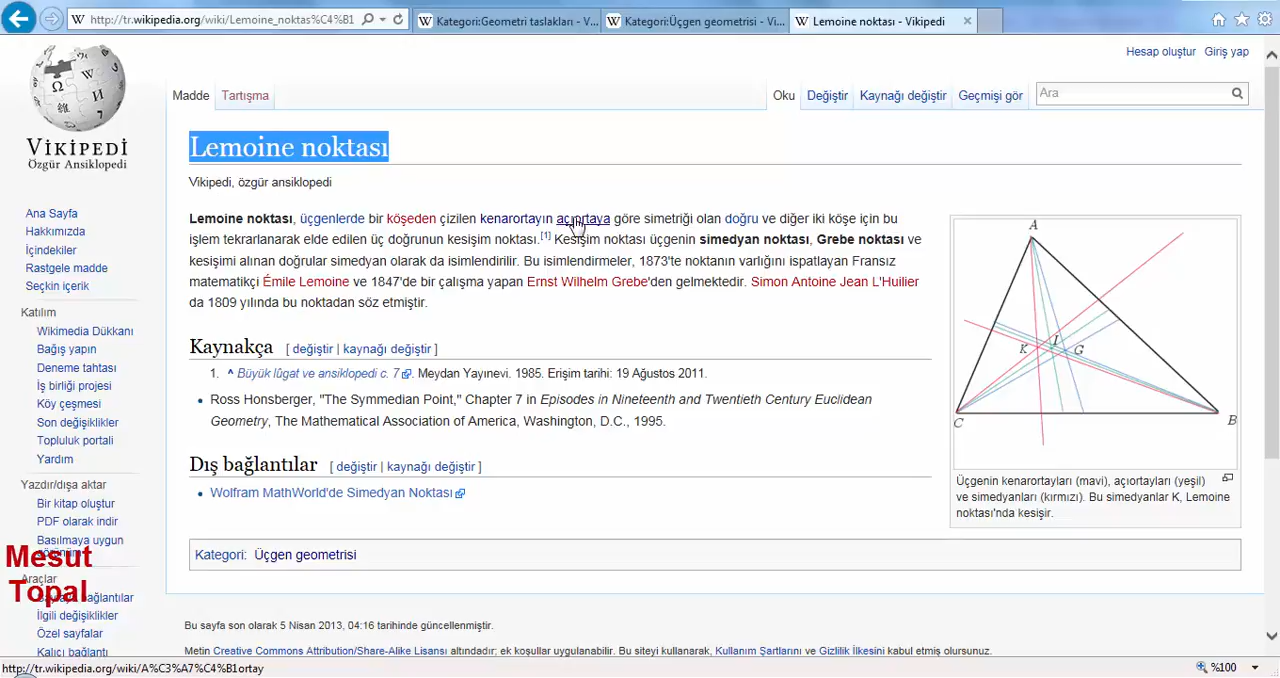 http://tr.wikipedia.org/wiki/Lemoine_noktas%C4%B1
Kategori:Geometri taslakları - V...
Kategori:Üçgen geometrisi - Vi...
Lemoine noktası - Vikipedi
Hesap oluştur Giriş yap
Madde Tartışma Oku Değiştir Kaynağı değiştir Geçmişi gör Ara
VİKİPEDİ
Özgür Ansiklopedi
Ana Sayfa
Hakkımızda
İçindekiler
Rastgele madde
Seçkin içerik
Katılım
Wikimedia Dükkânı
Bağış yapın
Deneme tahtası
İş birliği projesi
Köy çeşmesi
Son değişiklikler
Topluluk portali
Yardım
Yazdır/dışa aktar
Bir kitap oluştur
PDF olarak indir
Basılmaya uygun
Mesut
Topal
Araçlar
bağlantılar
İlgili değişiklikler
Özel sayfalar
Kalıcı bağlantı
Lemoine noktası
Vikipedi, özgür ansiklopedi
Lemoine noktası, üçgenlerde bir köşeden çizilen kenarortayın açıortaya göre simetriği olan doğru ve diğer iki köşe için bu
işlem tekrarlanarak elde edilen üç doğrunun kesişim noktası.[1] Kesişim noktası üçgenin simedyan noktası, Grebe noktası ve
kesişimi alınan doğrular simedyan olarak da isimlendirilir. Bu isimlendirmeler, 1873'te noktanın varlığını ispatlayan Fransız
matematikçi Émile Lemoine ve 1847'de bir çalışma yapan Ernst Wilhelm Grebe'den gelmektedir. Simon Antoine Jean L'Huilier
da 1809 yılında bu noktadan söz etmiştir.
Kaynakça [ değiştir | kaynağı değiştir ]
1. ^ Büyük lûgat ve ansiklopedi c. 7. Meydan Yayınevi. 1985. Erişim tarihi: 19 Ağustos 2011.
• Ross Honsberger, "The Symmedian Point," Chapter 7 in Episodes in Nineteenth and Twentieth Century Euclidean
Geometry, The Mathematical Association of America, Washington, D.C., 1995.
Dış bağlantılar [ değiştir | kaynağı değiştir ]
• Wolfram MathWorld'de Simedyan Noktası
A
K I G
C B
Üçgenin kenarortayları (mavi), açıortayları (yeşil)
ve simedyanları (kırmızı). Bu simedyanlar K, Lemoine
noktası'nda kesişir.
Kategori: Üçgen geometrisi
Bu sayfa son olarak 5 Nisan 2013, 04:16 tarihinde güncellenmiştir.
Metin Creative Commons Attribution/Share-Alike Lisansı altındadır; ek koşullar uygulanabilir. Bu siteyi kullanarak, Kullanım Şartlarını ve Gizlilik İlkesini kabul etmiş olursunuz.
http://tr.wikipedia.org/wiki/A%C3%A7%C4%B1ortay
%100